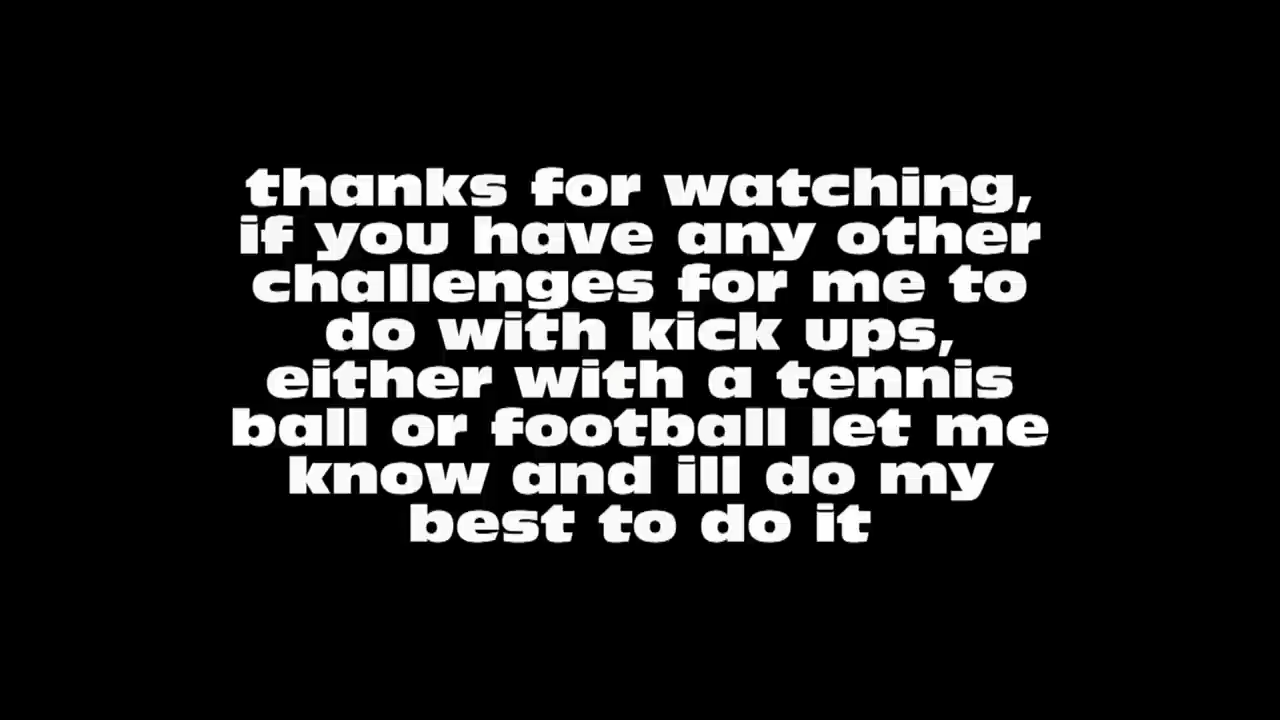 thanks for watching,
if you have any other
challenges for me to
do with kick ups,
either with a tennis
ball or football let me
know and ill do my
best to do it